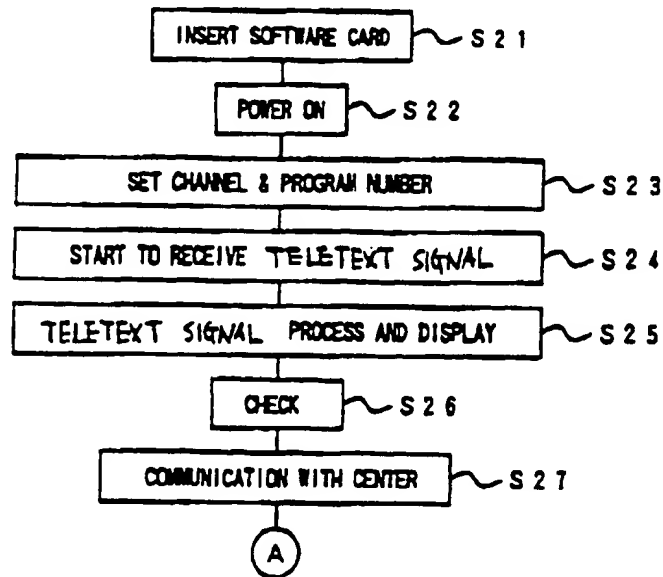 INSERT SOFTWARE CARD S21
POWER ON S22
SET CHANNEL & PROGRAM NUMBER S23
START TO RECEIVE TELETEXT SIGNAL S24
TELETEXT SIGNAL PROCESS AND DISPLAY S25
CHECK S26
COMMUNICATION WITH CENTER S27
A